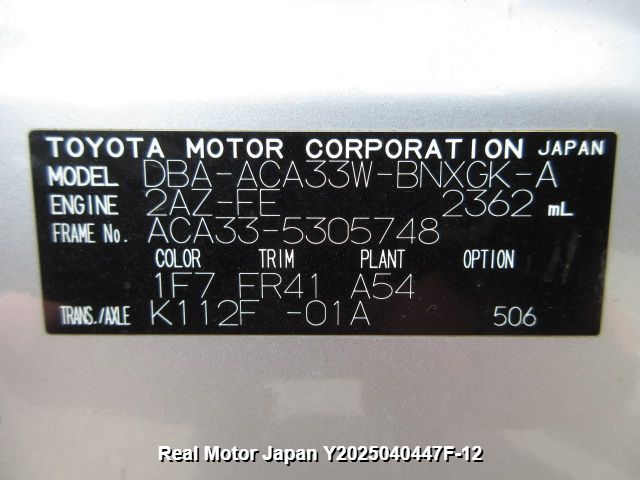 TOYOTA MOTOR CORPORATION JAPAN
MODEL DBA-ACA33W-BNXGK-A
ENGINE 2AZ-FE 2362 mL
FRAME No. ACA33-5305748
COLOR TRIM PLANT OPTION
1F7 FR41 A54
TRANS./AXLE K112F -01A 506
Real Motor Japan Y2025040447F-12